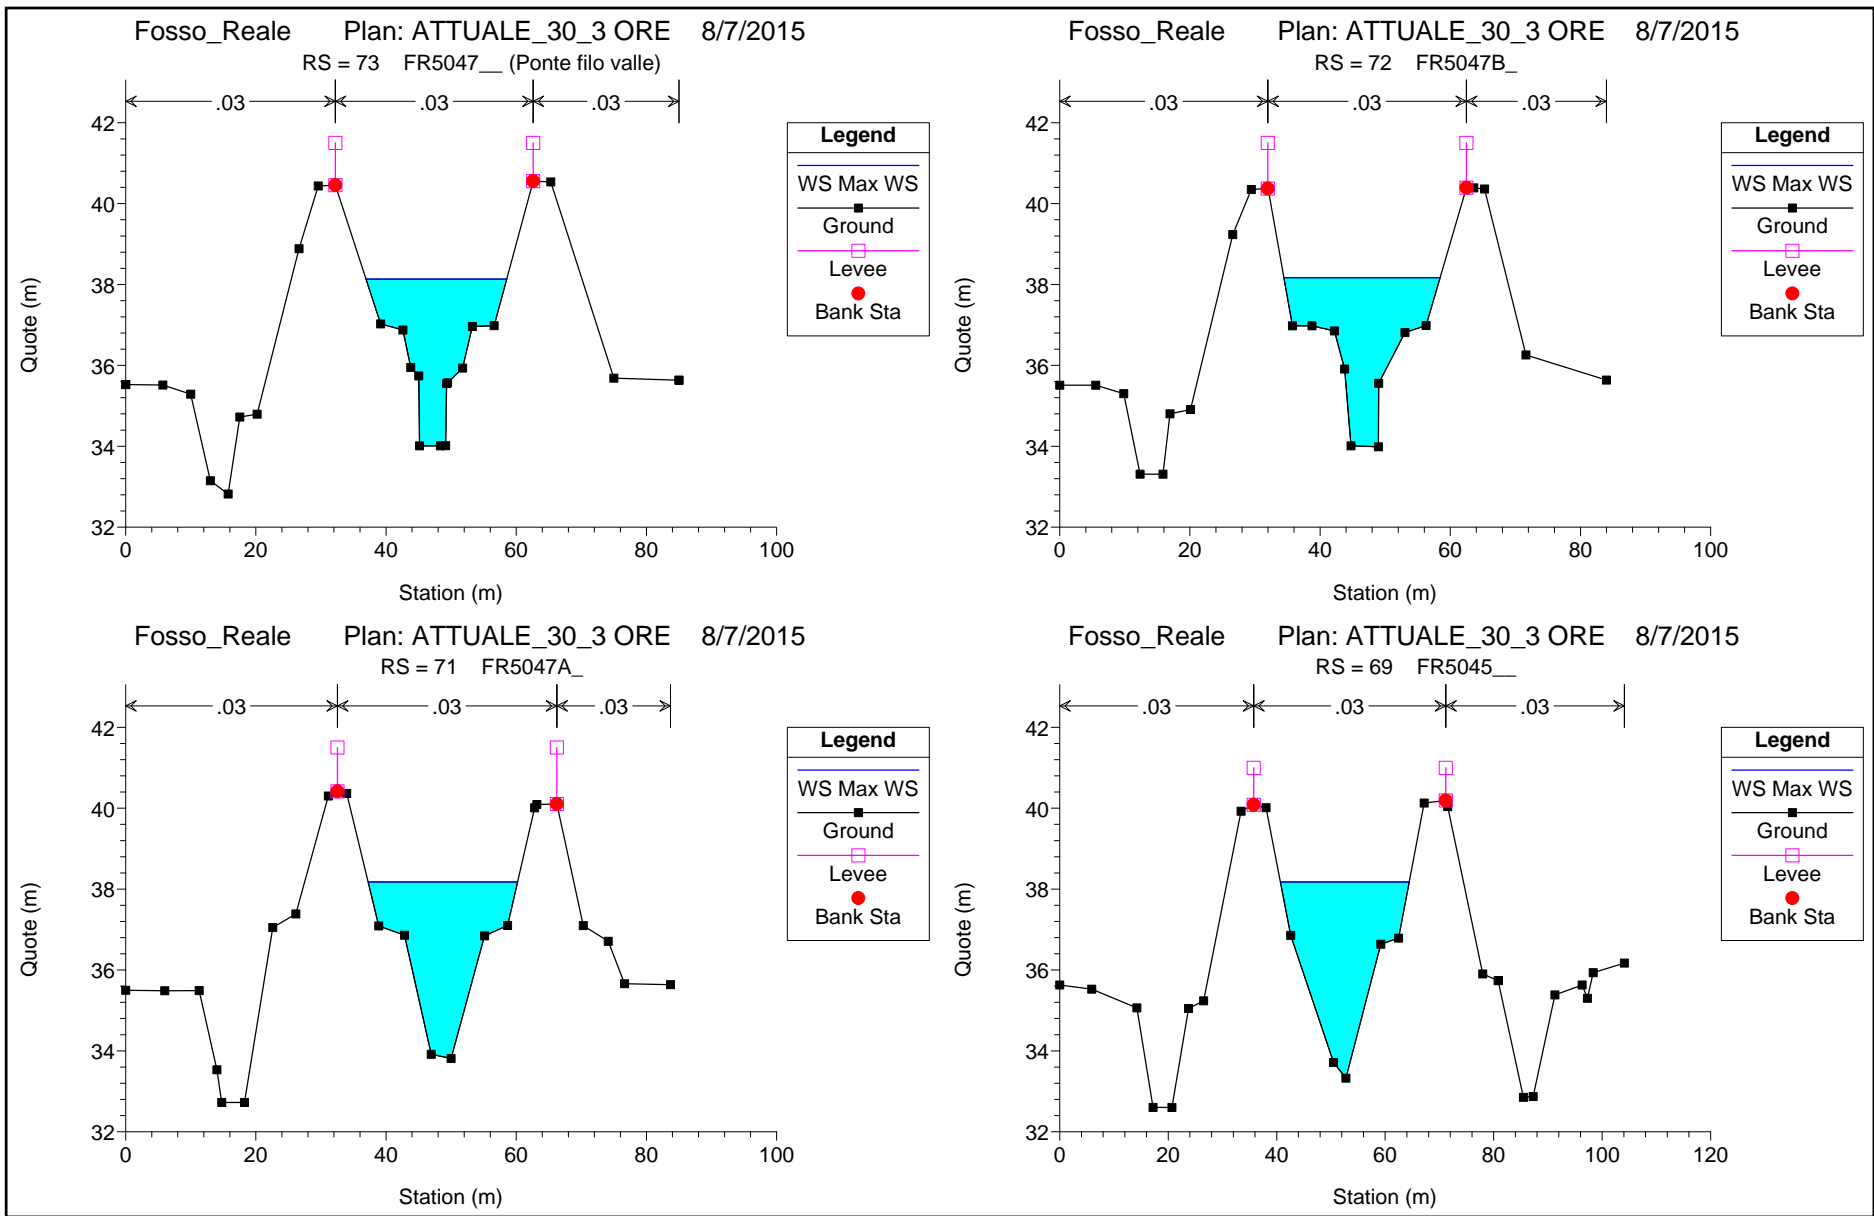 Fosso_Reale Plan: ATTUALE_30_3 ORE 8/7/2015
RS = 73 FR5047__ (Ponte filo valle)
.03 .03 .03
42
40
38
36
34
32
0 20 40 60 80 100
Station (m)
Quote (m)
Legend
WS Max WS
Ground
Levee
Bank Sta
Fosso_Reale Plan: ATTUALE_30_3 ORE 8/7/2015
RS = 72 FR5047B_
.03 .03 .03
42
40
38
36
34
32
0 20 40 60 80 100
Station (m)
Quote (m)
Legend
WS Max WS
Ground
Levee
Bank Sta
Fosso_Reale Plan: ATTUALE_30_3 ORE 8/7/2015
RS = 71 FR5047A_
.03 .03 .03
42
40
38
36
34
32
0 20 40 60 80 100
Station (m)
Quote (m)
Legend
WS Max WS
Ground
Levee
Bank Sta
Fosso_Reale Plan: ATTUALE_30_3 ORE 8/7/2015
RS = 69 FR5045__
.03 .03 .03
42
40
38
36
34
32
0 20 40 60 80 100 120
Station (m)
Quote (m)
Legend
WS Max WS
Ground
Levee
Bank Sta